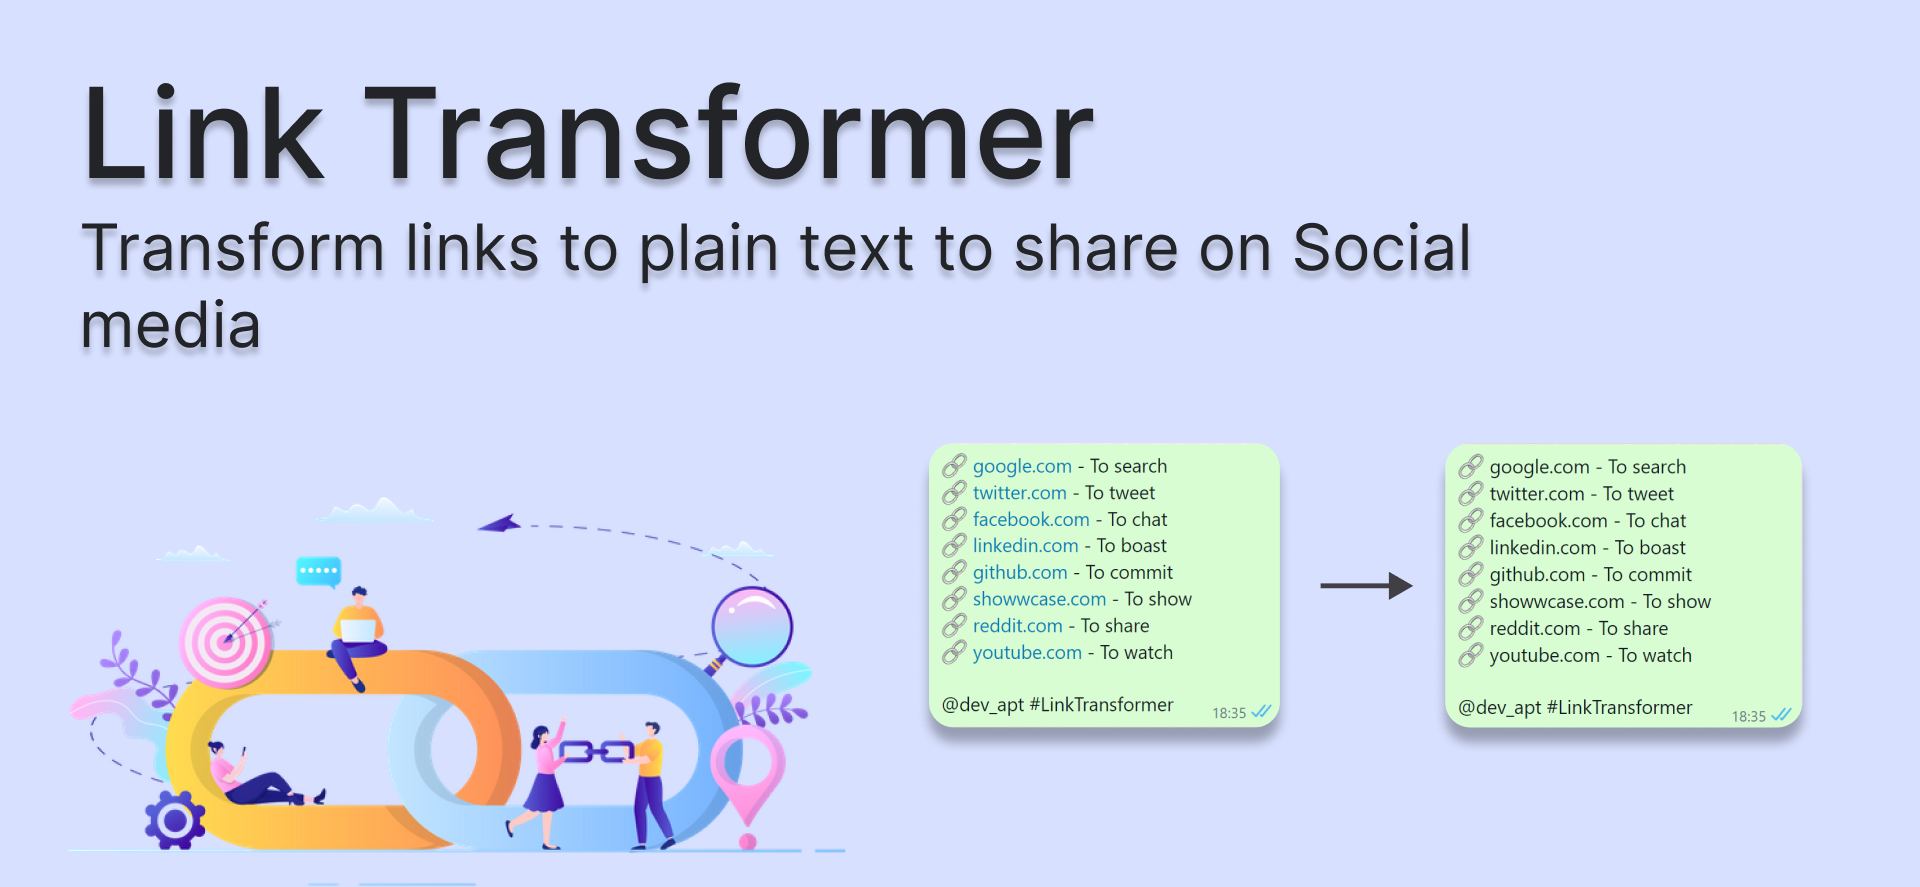 Link Transformer
Transform links to plain text to share on Social
media
google.com - To search
twitter.com - To tweet
facebook.com - To chat
linkedin.com - To boast
github.com - To commit
showwcase.com - To show
reddit.com - To share
youtube.com - To watch
@dev_apt #LinkTransformer
18:35
google.com - To search
twitter.com - To tweet
facebook.com - To chat
linkedin.com - To boast
github.com - To commit
showwcase.com - To show
reddit.com - To share
youtube.com - To watch
@dev_apt #LinkTransformer
18:35